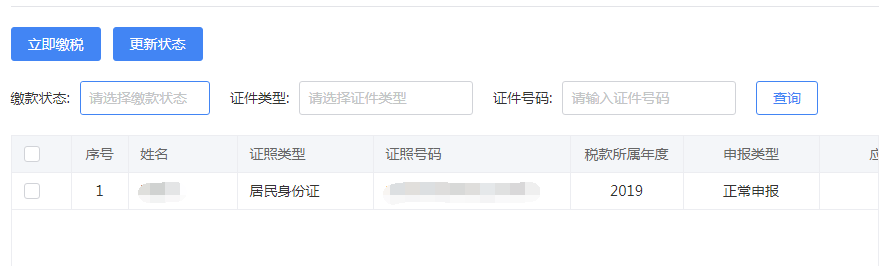 立即缴税 更新状态
缴款状态: 请选择缴款状态 证件类型: 请选择证件类型 证件号码: 请输入证件号码 查询
序号 姓名 证照类型 证照号码 税款所属年度 申报类型
1 居民身份证 2019 正常申报